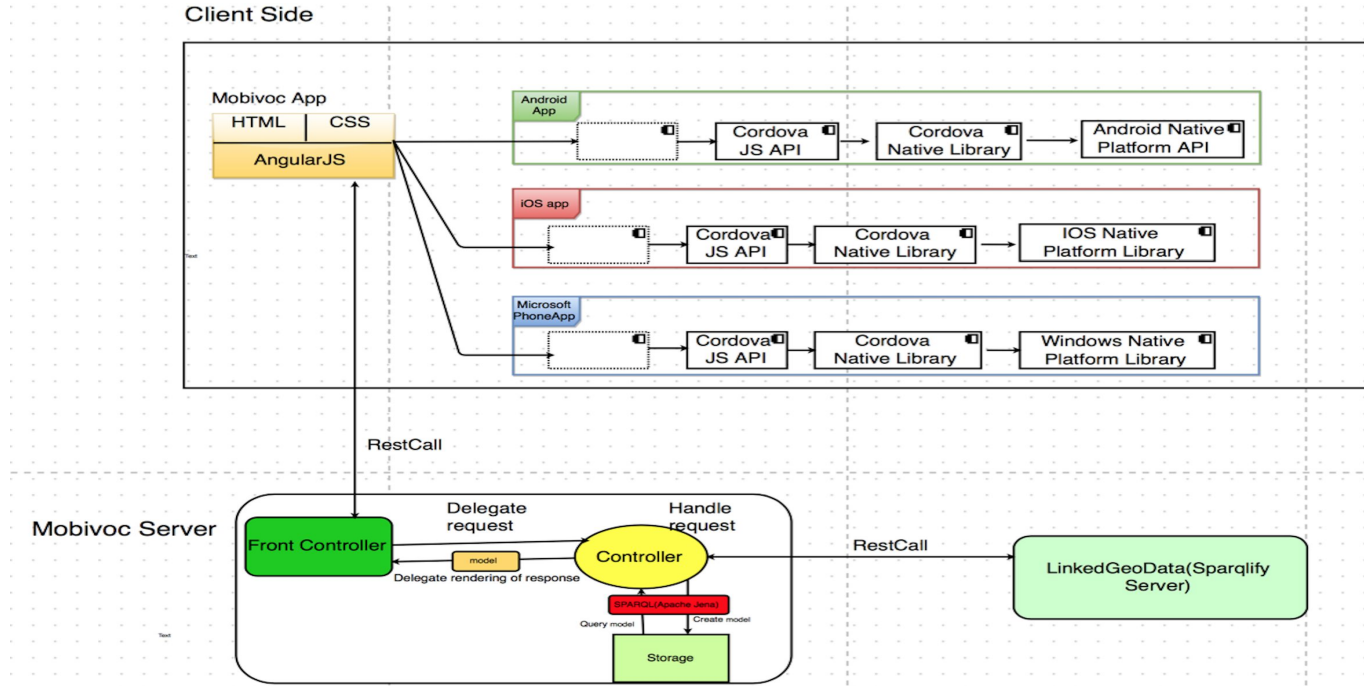 Client Side
Mobivoc App
HTML
CSS
AngularJS
Android
App
Cordova
JS API
Cordova
Native Library
Android Native
Platform API
iOS app
Cordova
JS API
Cordova
Native Library
IOS Native
Platform Library
Text
Microsoft
PhoneApp
Cordova
JS API
Cordova
Native Library
Windows Native
Platform Library
RestCall
Mobivoc Server
Front Controller
Delegate
request
Handle
request
Controller
model
Delegate rendering of response
SPARQL(Apache Jena)
Query model
Create model
Storage
Text
RestCall
LinkedGeoData(Sparqlify
Server)